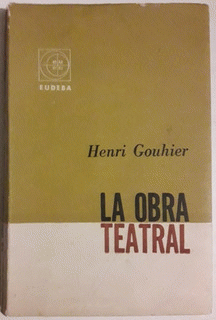 EUDEBA
Henri Gouhier
LA OBRA
TEATRAL